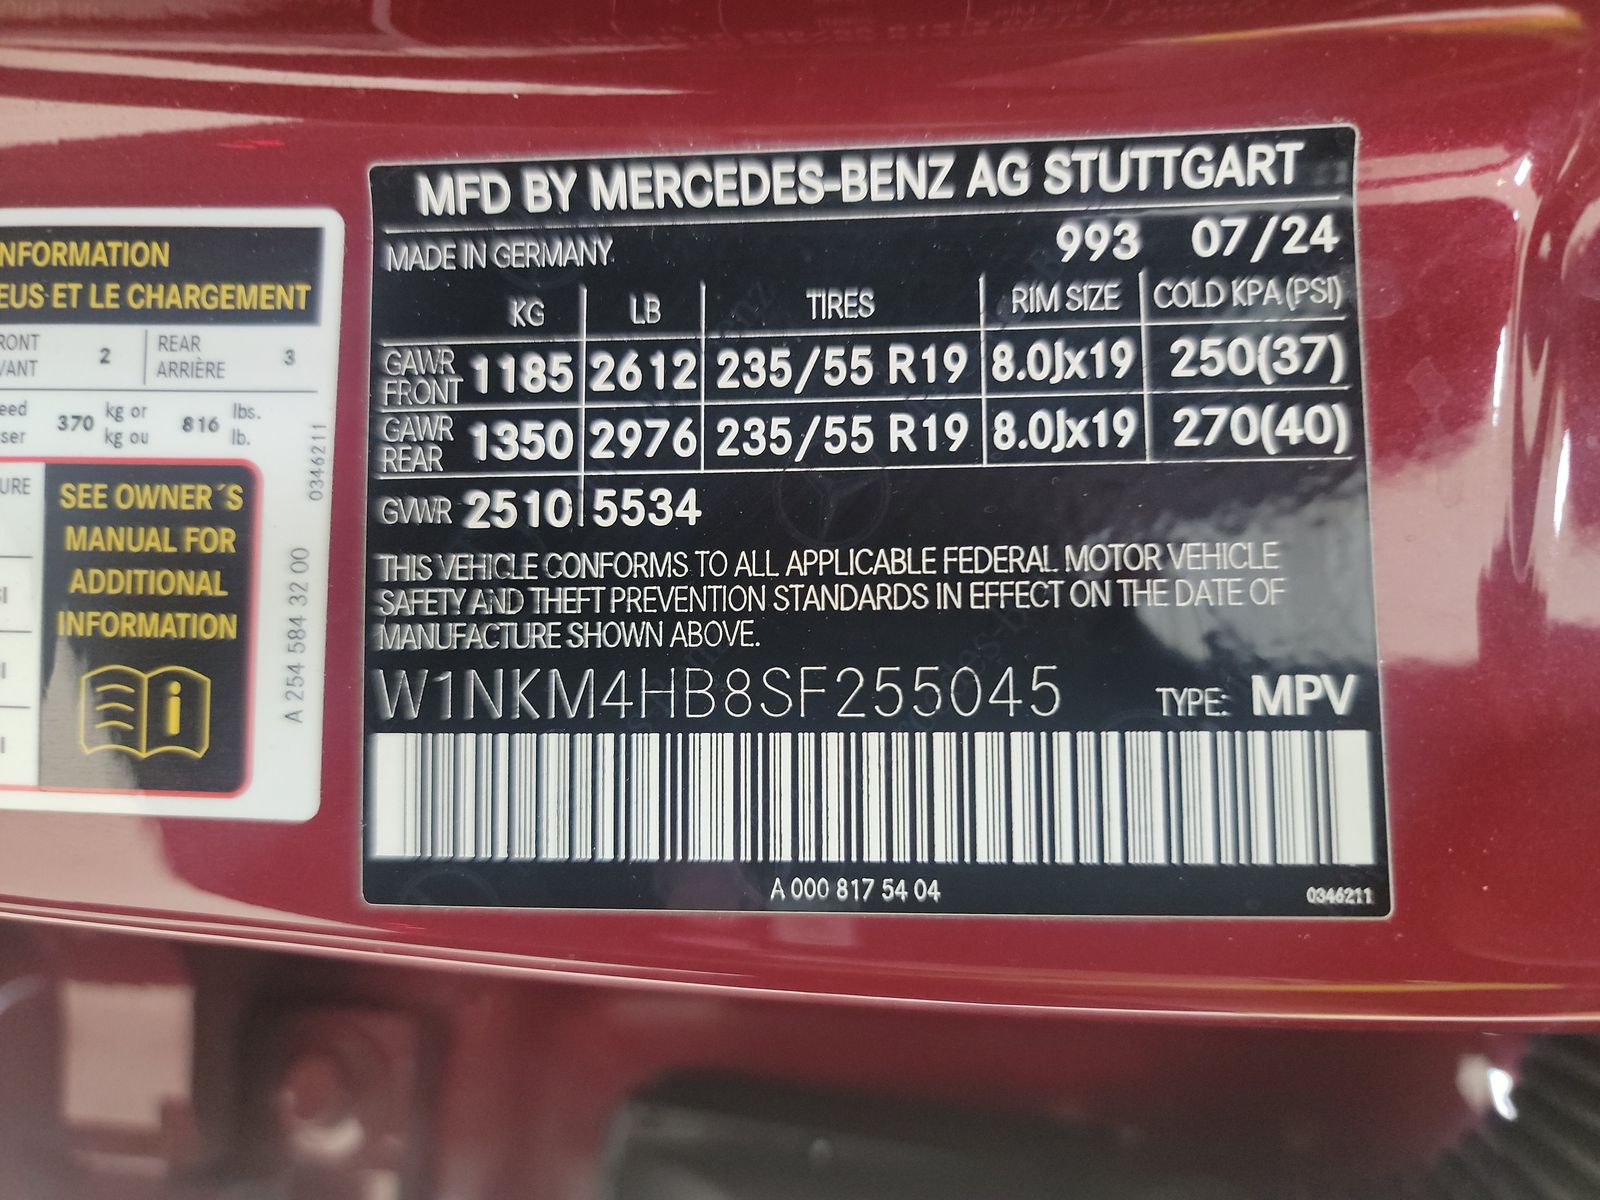 NFORMATION
EUS ET LE CHARGEMENT
RONT 2 REAR 3
VANT ARRIÈRE
eed 370 kg or 816 lbs.
ser kg ou lb.
0346211
URE
SEE OWNER´S
MANUAL FOR
ADDITIONAL
INFORMATION
i
A 254 584 32 00
MFD BY MERCEDES-BENZ AG STUTTGART
MADE IN GERMANY 993 07/24
KG LB TIRES RIM SIZE COLD KPA (PSI)
GAWR FRONT 1185 2612 235/55 R19 8.0Jx19 250(37)
GAWR REAR 1350 2976 235/55 R19 8.0Jx19 270(40)
GVWR 2510 5534
THIS VEHICLE CONFORMS TO ALL APPLICABLE FEDERAL MOTOR VEHICLE
SAFETY AND THEFT PREVENTION STANDARDS IN EFFECT ON THE DATE OF
MANUFACTURE SHOWN ABOVE.
W1NKM4HB8SF255045 TYPE: MPV
A 000 817 54 04 0346211